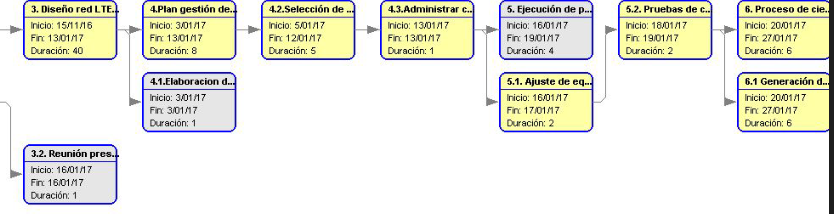 3. Diseño red LTE...
Inicio: 15/11/16
Fin: 13/01/17
Duración: 40
4.Plan gestión de...
Inicio: 3/01/17
Fin: 13/01/17
Duración: 8
4.2.Selección de ...
Inicio: 5/01/17
Fin: 12/01/17
Duración: 5
4.3.Administrar c...
Inicio: 13/01/17
Fin: 13/01/17
Duración: 1
5. Ejecución de p...
Inicio: 16/01/17
Fin: 19/01/17
Duración: 4
5.2. Pruebas de c...
Inicio: 18/01/17
Fin: 19/01/17
Duración: 2
6. Proceso de cie...
Inicio: 20/01/17
Fin: 27/01/17
Duración: 6
4.1.Elaboracion d...
Inicio: 3/01/17
Fin: 3/01/17
Duración: 1
5.1. Ajuste de eq...
Inicio: 16/01/17
Fin: 17/01/17
Duración: 2
6.1 Generación d...
Inicio: 20/01/17
Fin: 27/01/17
Duración: 6
3.2. Reunión pres...
Inicio: 16/01/17
Fin: 16/01/17
Duración: 1